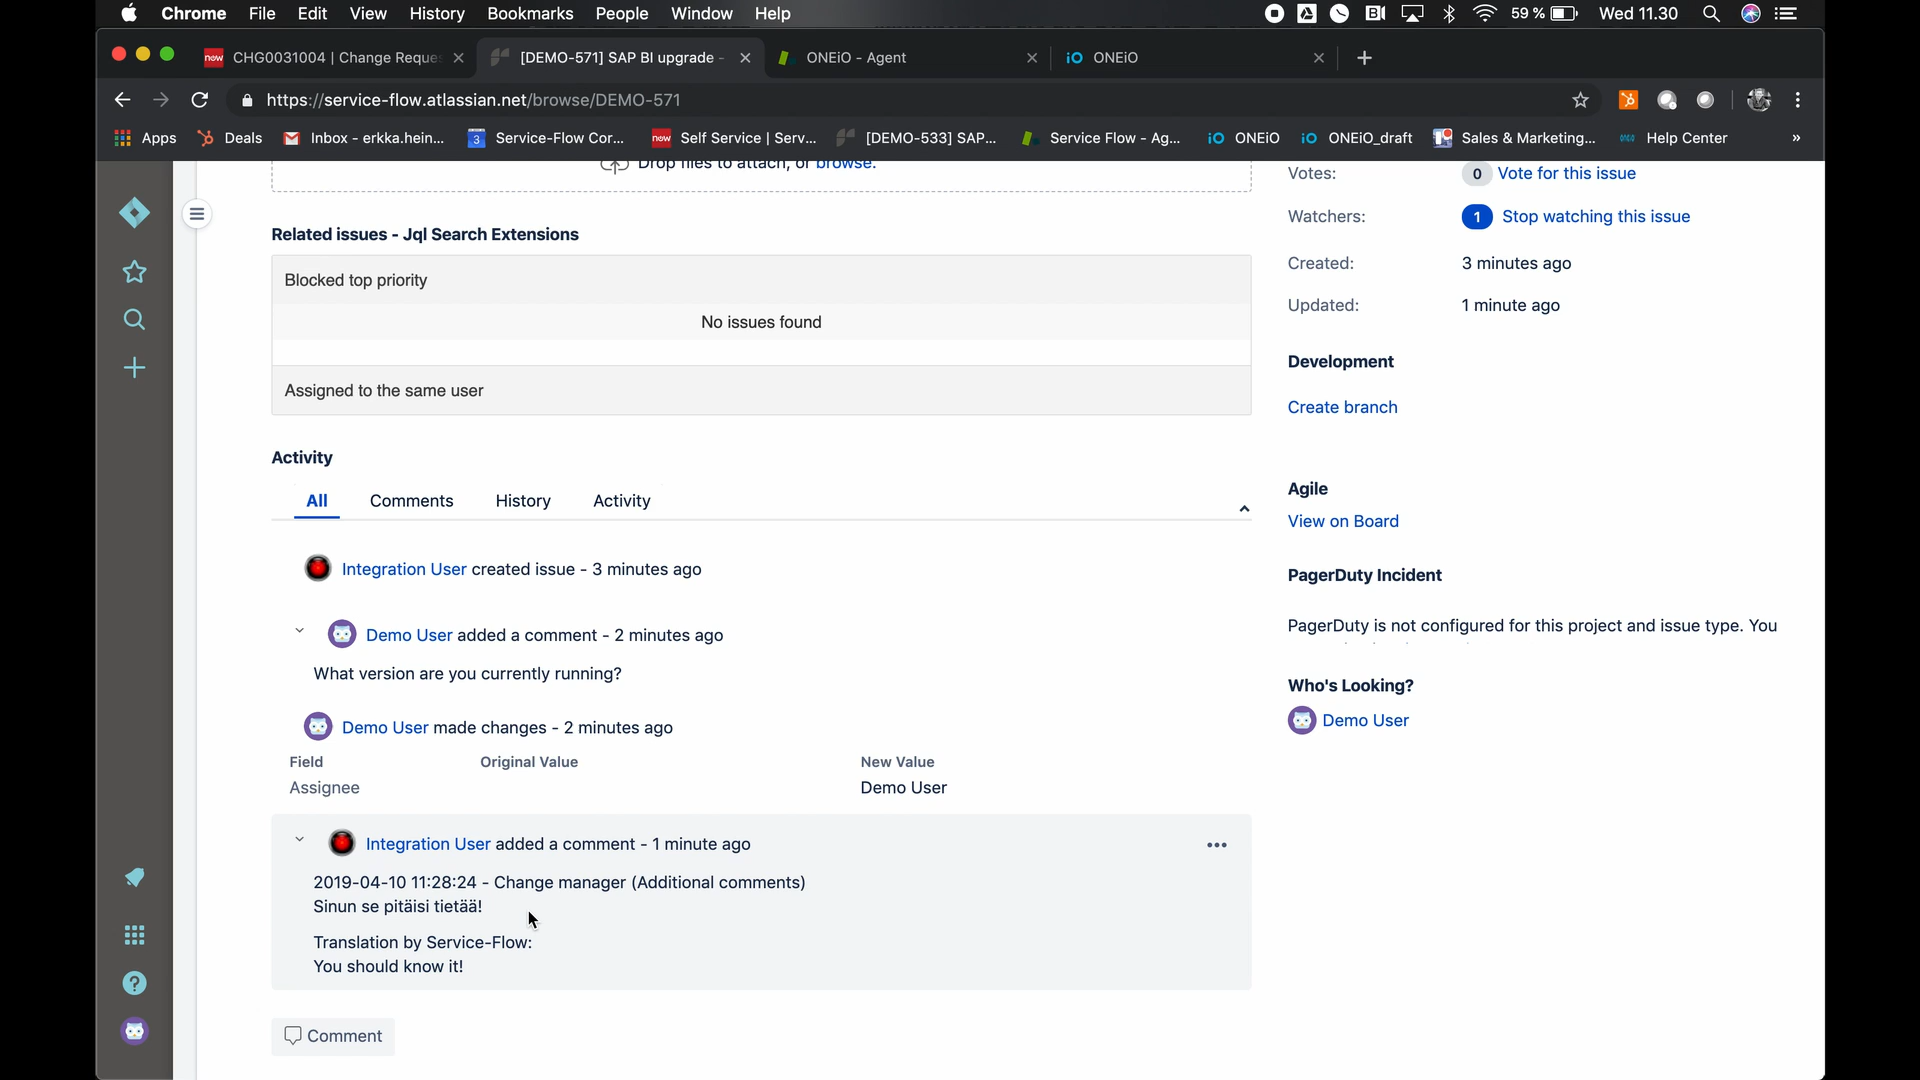 Chrome File Edit View History Bookmarks People Window Help 59 % Wed 11.30
CHG0031004 | Change Reque
[DEMO-571] SAP BI upgrade -
ONEiO - Agent
ONEiO
https://service-flow.atlassian.net/browse/DEMO-571
Apps Deals Inbox - erkka.hein... Service-Flow Cor... Self Service | Serv... [DEMO-533] SAP... Service Flow - Ag... ONEiO ONEiO_draft Sales & Marketing... Help Center »
Drop files to attach, or browse.
Related issues - Jql Search Extensions
Blocked top priority
No issues found
Assigned to the same user
Activity
All Comments History Activity
Integration User created issue - 3 minutes ago
Demo User added a comment - 2 minutes ago
What version are you currently running?
Demo User made changes - 2 minutes ago
Field Original Value New Value
Assignee Demo User
Integration User added a comment - 1 minute ago
2019-04-10 11:28:24 - Change manager (Additional comments)
Sinun se pitäisi tietää!
Translation by Service-Flow:
You should know it!
Comment
Votes: 0 Vote for this issue
Watchers: 1 Stop watching this issue
Created: 3 minutes ago
Updated: 1 minute ago
Development
Create branch
Agile
View on Board
PagerDuty Incident
PagerDuty is not configured for this project and issue type. You
Who's Looking?
Demo User